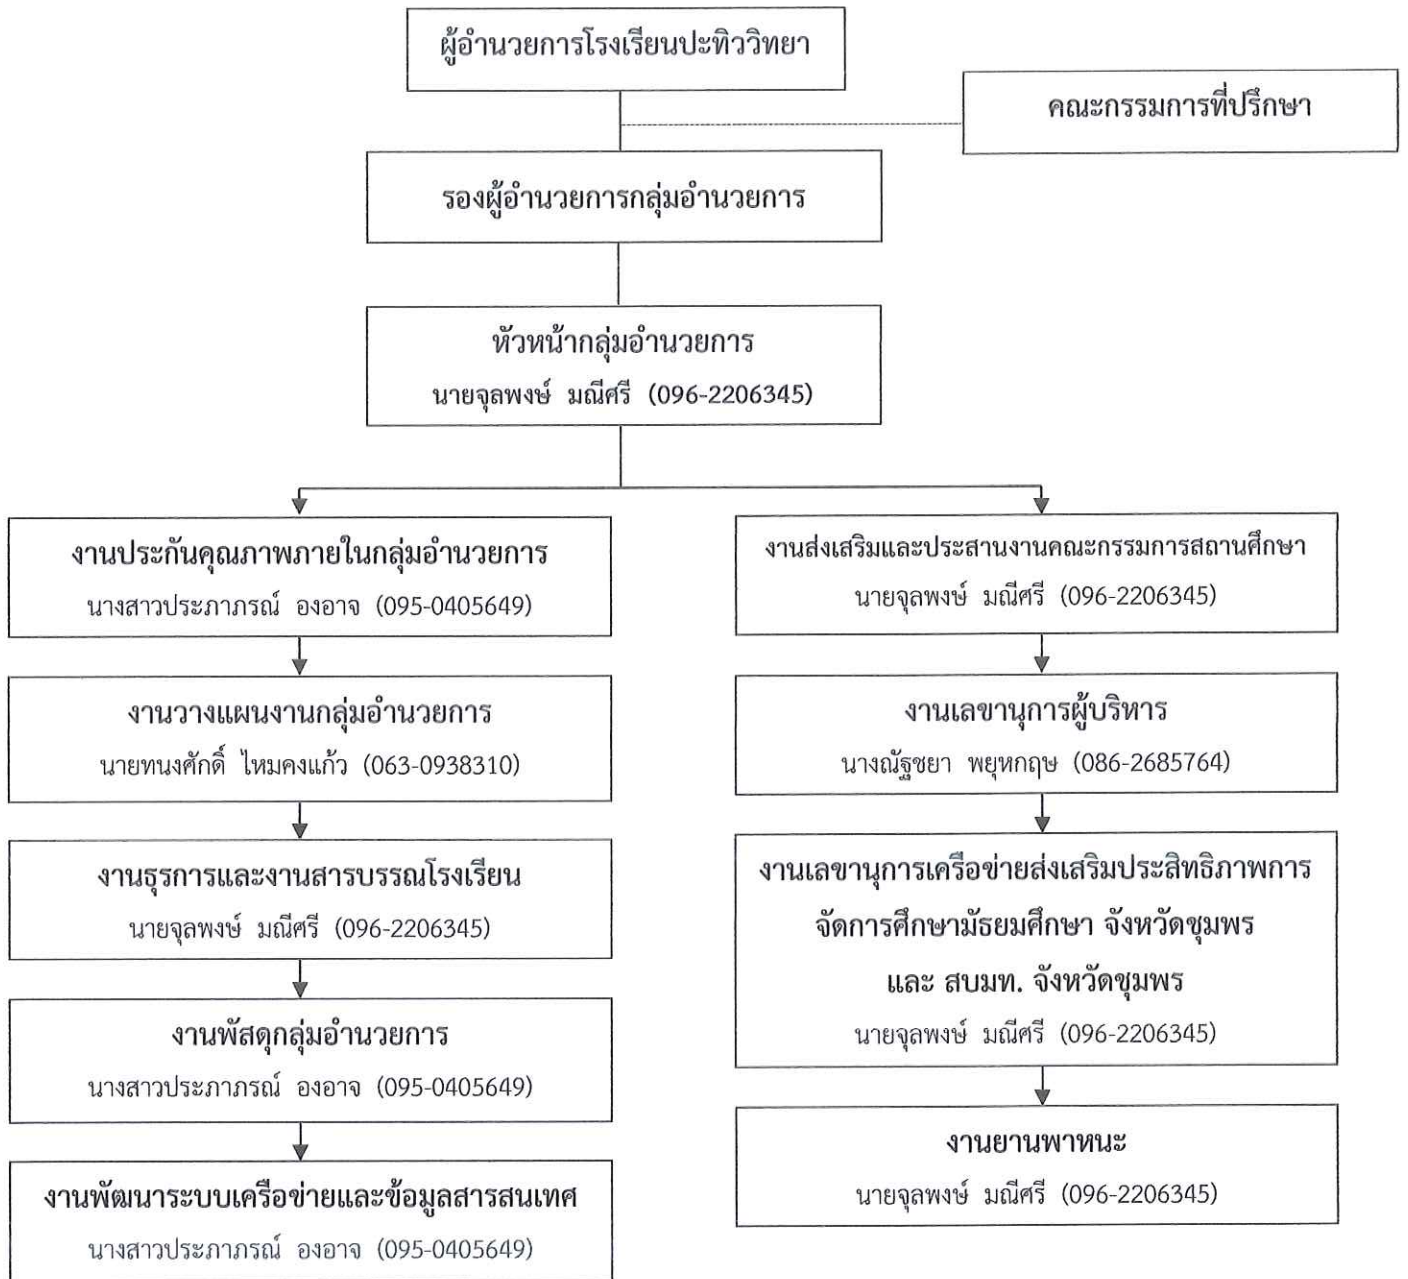 ผู้อำนวยการโรงเรียนปะทิววิทยา
คณะกรรมการที่ปรึกษา
รองผู้อำนวยการกลุ่มอำนวยการ
หัวหน้ากลุ่มอำนวยการ
นายจุลพงษ์ มณีศรี (096-2206345)
งานประกันคุณภาพภายในกลุ่มอำนวยการ
นางสาวประภาภรณ์ องอาจ (095-0405649)
งานวางแผนงานกลุ่มอำนวยการ
นายทนงศักดิ์ ไหมคงแก้ว (063-0938310)
งานธุรการและงานสารบรรณโรงเรียน
นายจุลพงษ์ มณีศรี (096-2206345)
งานพัสดุกลุ่มอำนวยการ
นางสาวประภาภรณ์ องอาจ (095-0405649)
งานพัฒนาระบบเครือข่ายและข้อมูลสารสนเทศ
นางสาวประภาภรณ์ องอาจ (095-0405649)
งานส่งเสริมและประสานงานคณะกรรมการสถานศึกษา
นายจุลพงษ์ มณีศรี (096-2206345)
งานเลขานุการผู้บริหาร
นางณัฐชยา พยุหกฤษ (086-2685764)
งานเลขานุการเครือข่ายส่งเสริมประสิทธิภาพการ
จัดการศึกษามัธยมศึกษา จังหวัดชุมพร
และ สบมท. จังหวัดชุมพร
นายจุลพงษ์ มณีศรี (096-2206345)
งานยานพาหนะ
นายจุลพงษ์ มณีศรี (096-2206345)